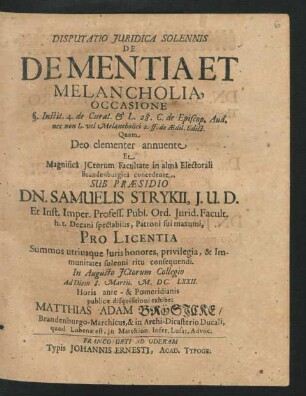 DISPUTATIO JURIDICA SOLENNIS
DE
DEMENTIA ET
MELANCHOLIA,
OCCASIONE
§. Instit. 4. de Curat. & L. 28. C. de Episcop. Aud.
nec non L. vel Melancholici 2. ff. de Ædil. Edict.
Quam
Deo clementer annuente
Et
Magnificâ JCtorum Facultate in almâ Electorali
Brandenburgicâ concedente
SUB PRÆSIDIO
DN. SAMUELIS STRYKII, J. U. D.
Et Inst. Imper. Profess. Publ. Ord. Jurid. Facult.
h. t. Decani spectabilis, Patroni sui maximi,
PRO LICENTIA
Summos utriusque Juris honores, privilegia, & Im-
munitates solenni ritu consequendi
In Augusto JCtorum Collegio
Ad Diem Martii M. DC. LXXII.
Horis ante- & Pomeridianis
publicæ disquisitioni exhibet
MATTHIAS ADAM BRÖSICKE/
Brandenburgo-Marchicus, & in Archi-Dicasterio Ducali,
quod Lubenæ est, in Marchion. Infer. Lusat. Advoc.
FRANCOFURTI AD ODERAM
Typis JOHANNIS ERNESTI, ACAD. TYPOGR.